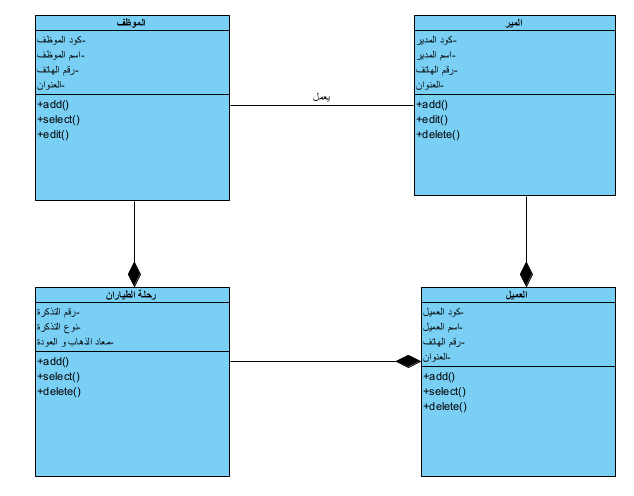 الموظف
-كود الموظف
-اسم الموظف
-رقم الهاتف
-العنوان
+add()
+select()
+edit()
يعمل
المير
-كود المدير
-اسم المدير
-رقم الهاتف
-العنوان
+add()
+edit()
+delete()
رحلة الطياران
-رقم التذكرة
-نوع التذكرة
-معاد الذهاب و العودة
+add()
+select()
+delete()
العميل
-كود العميل
-اسم العميل
-رقم الهاتف
-العنوان
+add()
+select()
+delete()